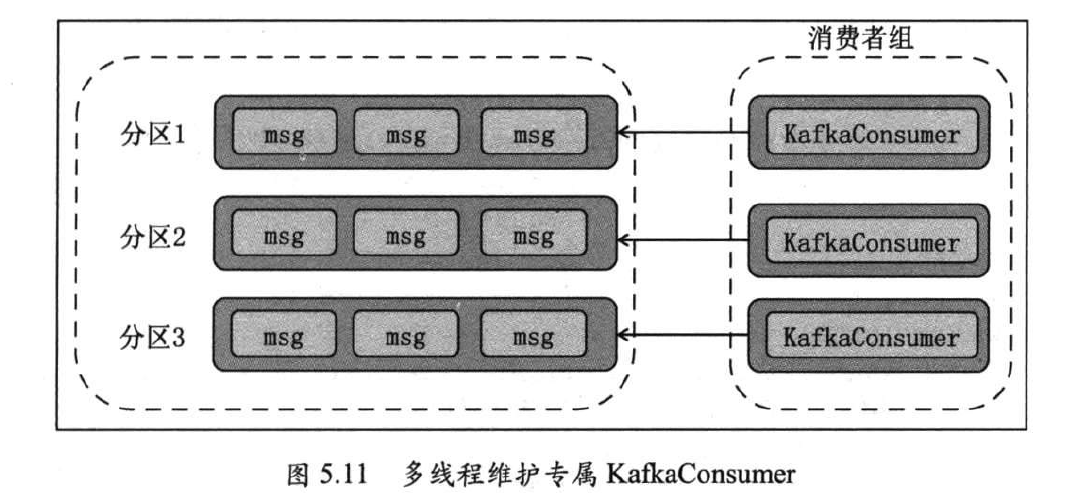 消费者组
分区1 msg msg msg KafkaConsumer
分区2 msg msg msg KafkaConsumer
分区3 msg msg msg KafkaConsumer
图 5.11 多线程维护专属 KafkaConsumer